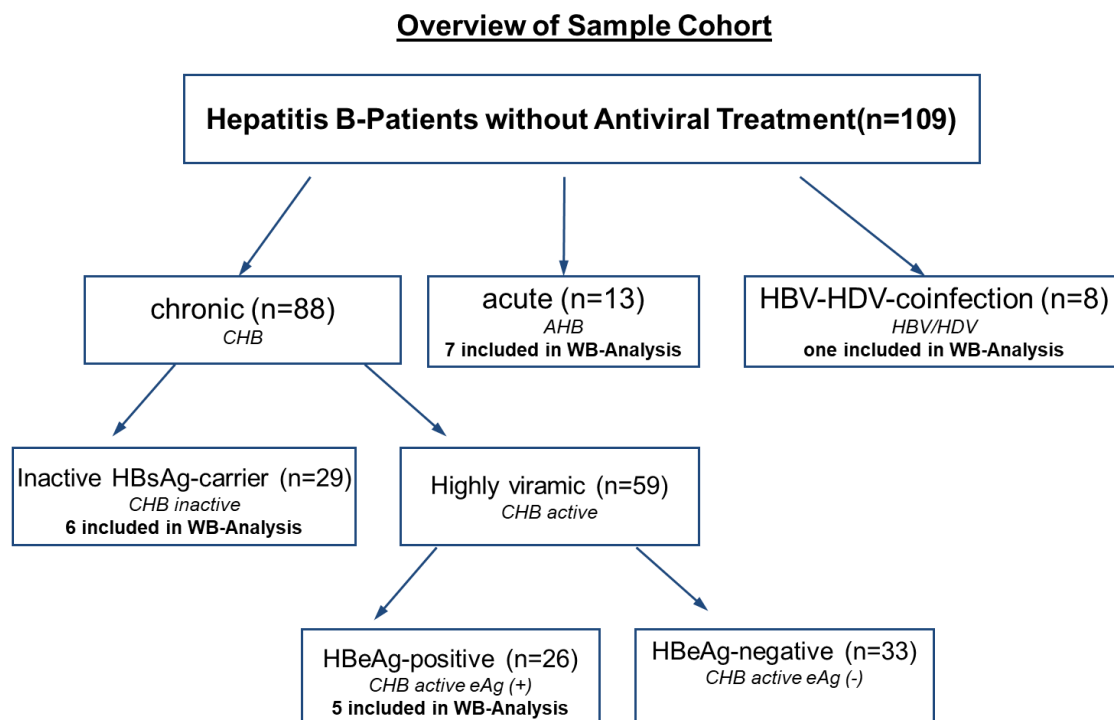 Overview of Sample Cohort
Hepatitis B-Patients without Antiviral Treatment(n=109)
chronic (n=88)
CHB
acute (n=13)
AHB
7 included in WB-Analysis
HBV-HDV-coinfection (n=8)
HBV/HDV
one included in WB-Analysis
Inactive HBsAg-carrier (n=29)
CHB inactive
6 included in WB-Analysis
Highly viramic (n=59)
CHB active
HBeAg-positive (n=26)
CHB active eAg (+)
5 included in WB-Analysis
HBeAg-negative (n=33)
CHB active eAg (-)